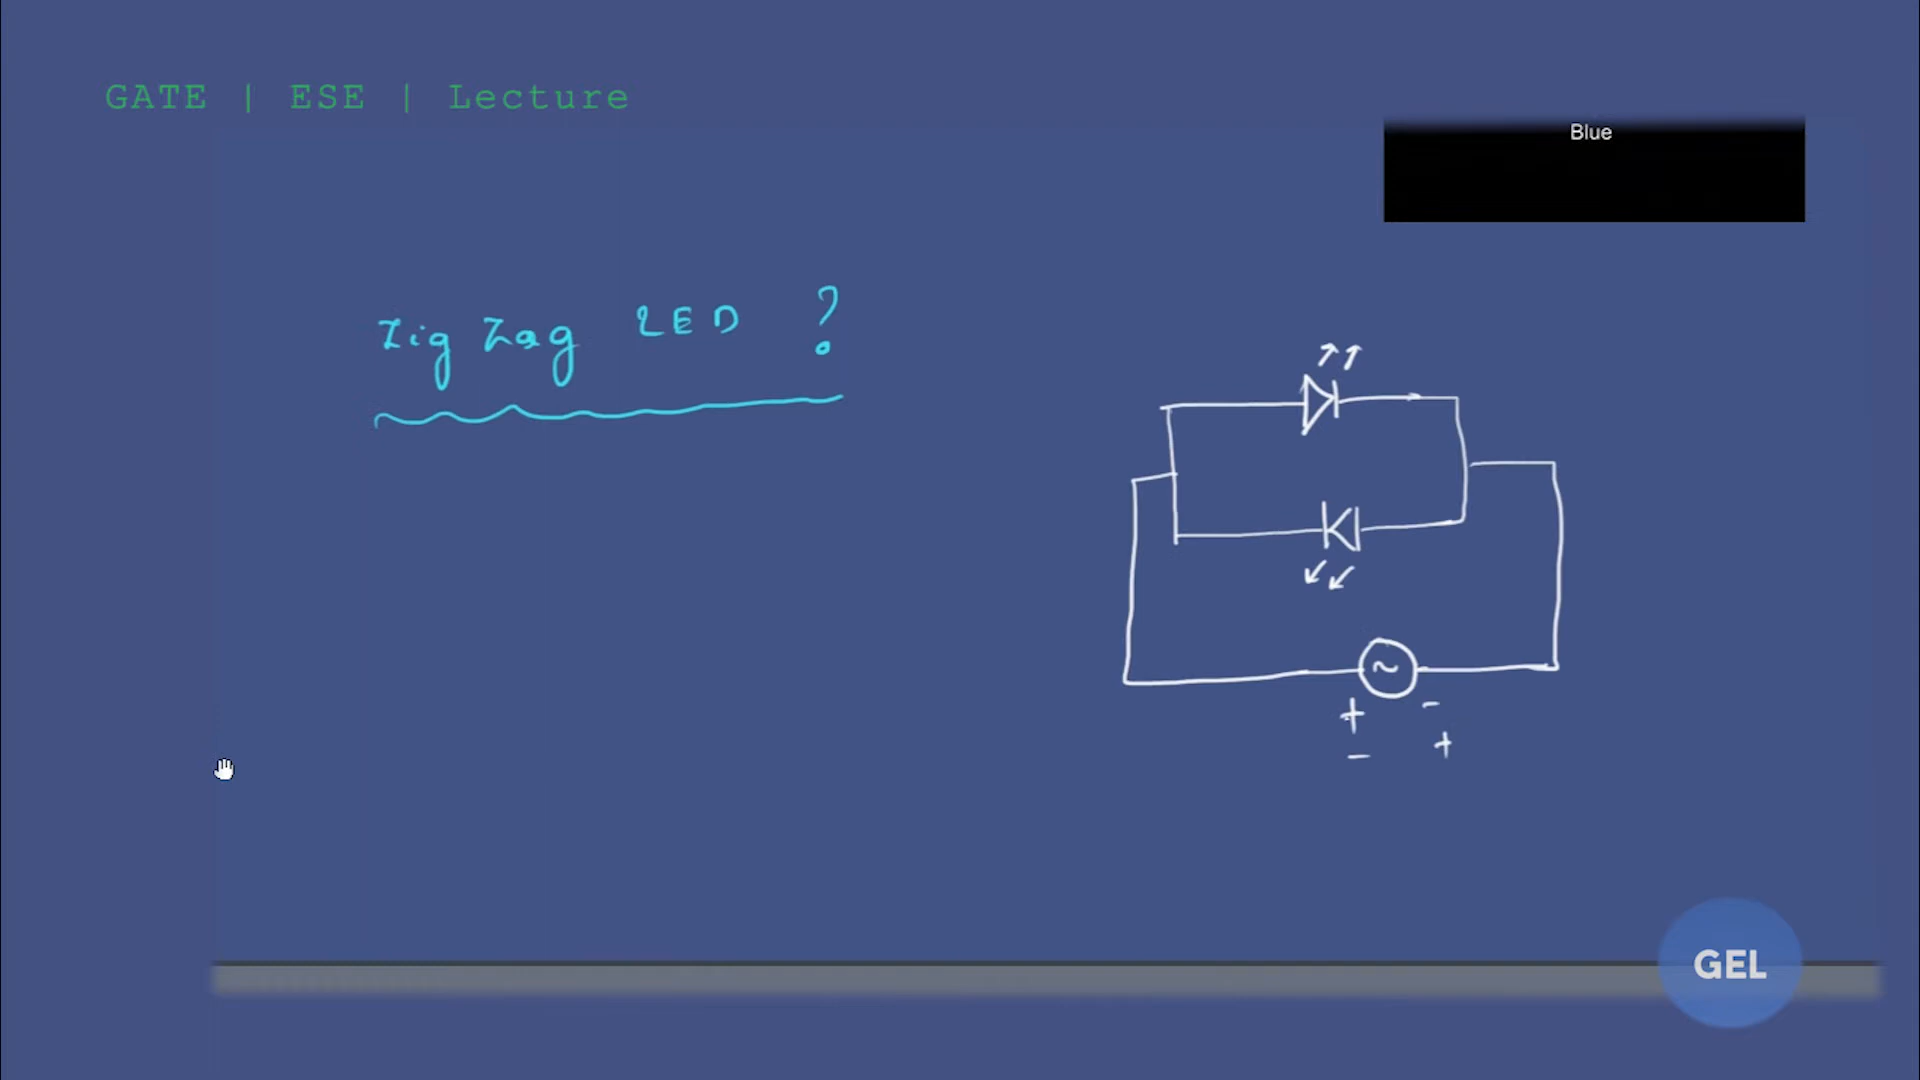 GATE | ESE | Lecture
Blue
Zig Zag LED ?
+ -
- +
GEL